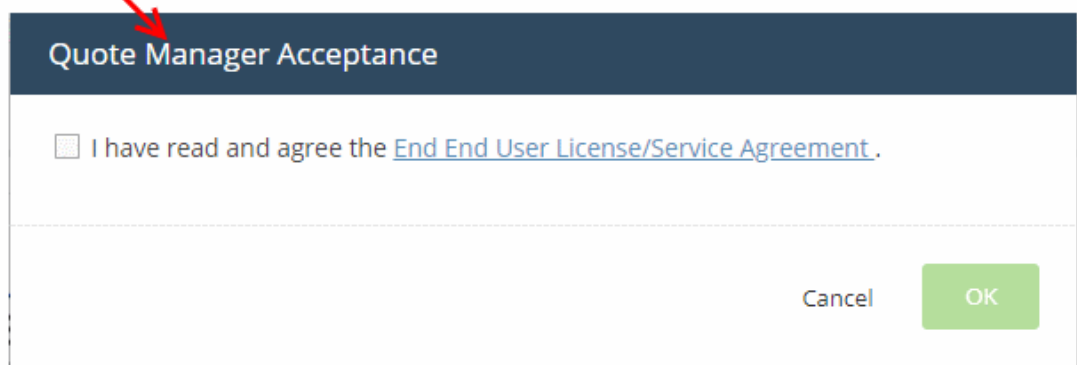 Quote Manager Acceptance
I have read and agree the End End User License/Service Agreement .
Cancel
OK